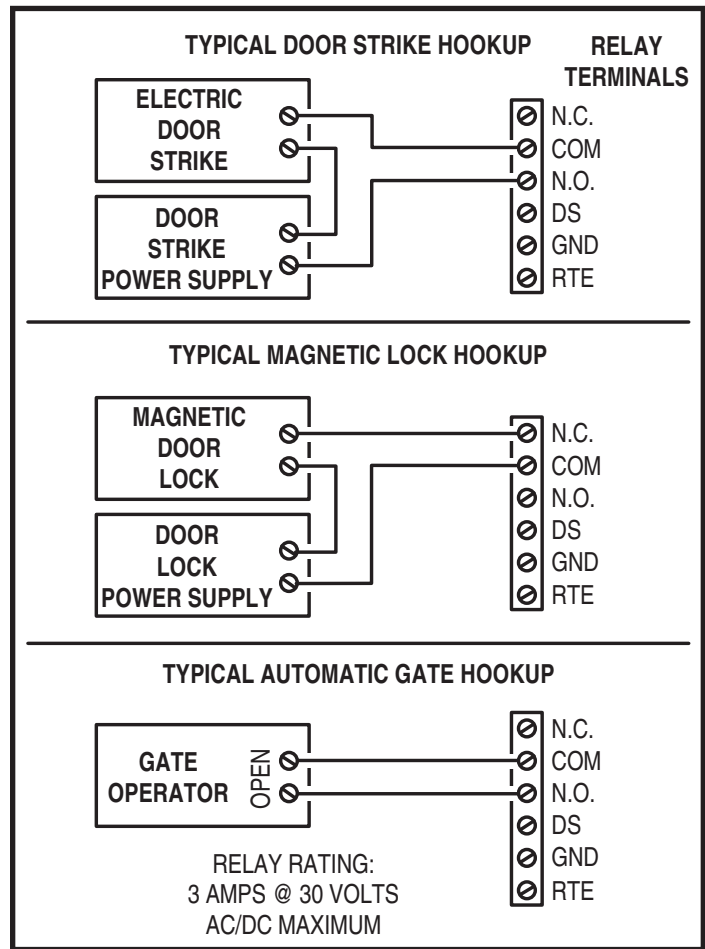 TYPICAL DOOR STRIKE HOOKUP
RELAY
TERMINALS
ELECTRIC
DOOR
STRIKE
DOOR
STRIKE
POWER SUPPLY
N.C.
COM
N.O.
DS
GND
RTE
TYPICAL MAGNETIC LOCK HOOKUP
MAGNETIC
DOOR
LOCK
DOOR
LOCK
POWER SUPPLY
N.C.
COM
N.O.
DS
GND
RTE
TYPICAL AUTOMATIC GATE HOOKUP
GATE
OPERATOR
OPEN
N.C.
COM
N.O.
DS
GND
RTE
RELAY RATING:
3 AMPS @ 30 VOLTS
AC/DC MAXIMUM